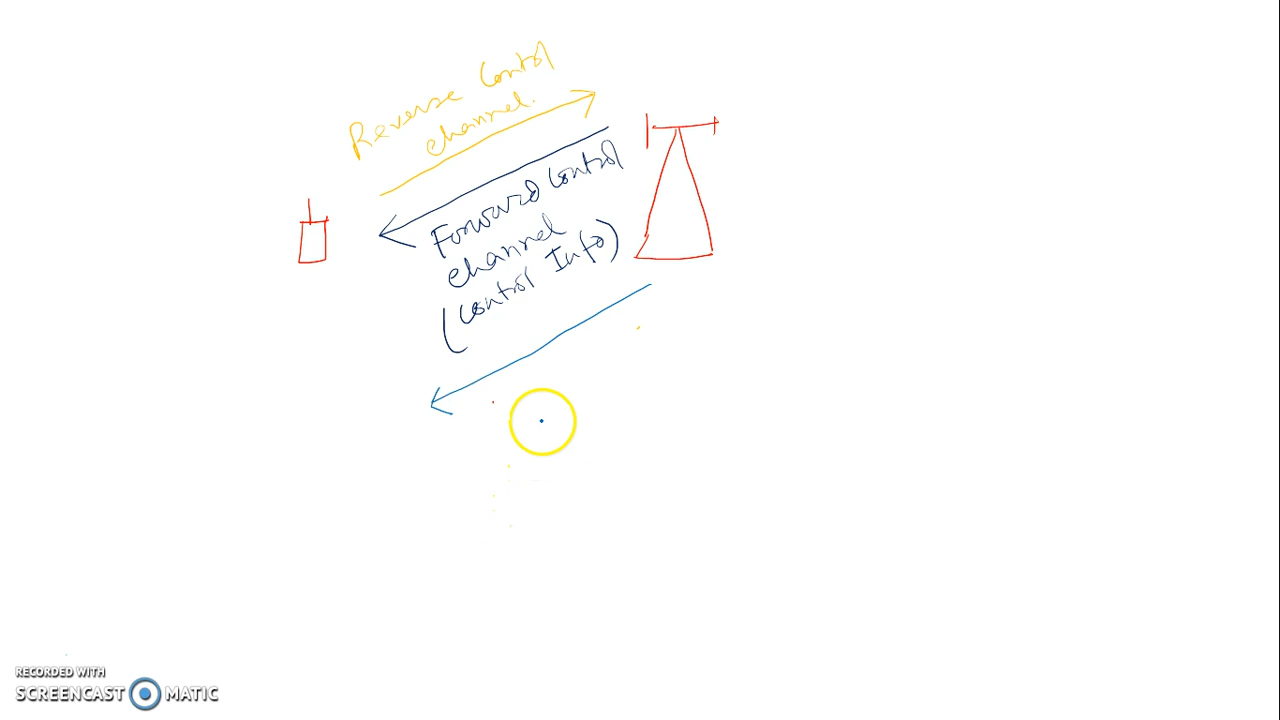 Reverse Control
channel.
Forward Control
channel
(Control Info)
RECORDED WITH
SCREENCAST MATIC